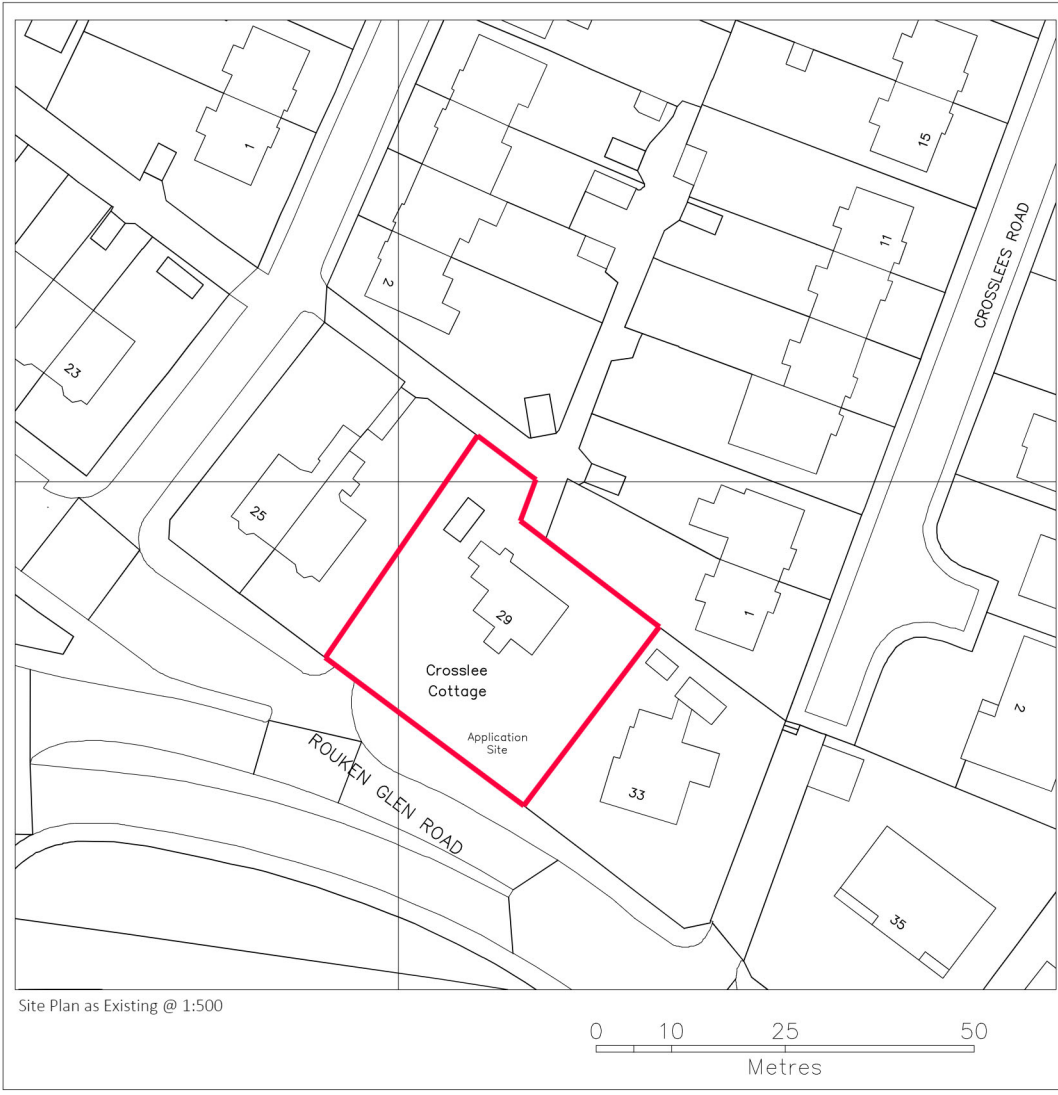 1
15
11
CROSSLEES ROAD
2
23
25
29
1
Crosslee
Cottage
2
Application
Site
ROUKEN GLEN ROAD
33
35
Site Plan as Existing @ 1:500
0 10 25 50
Metres